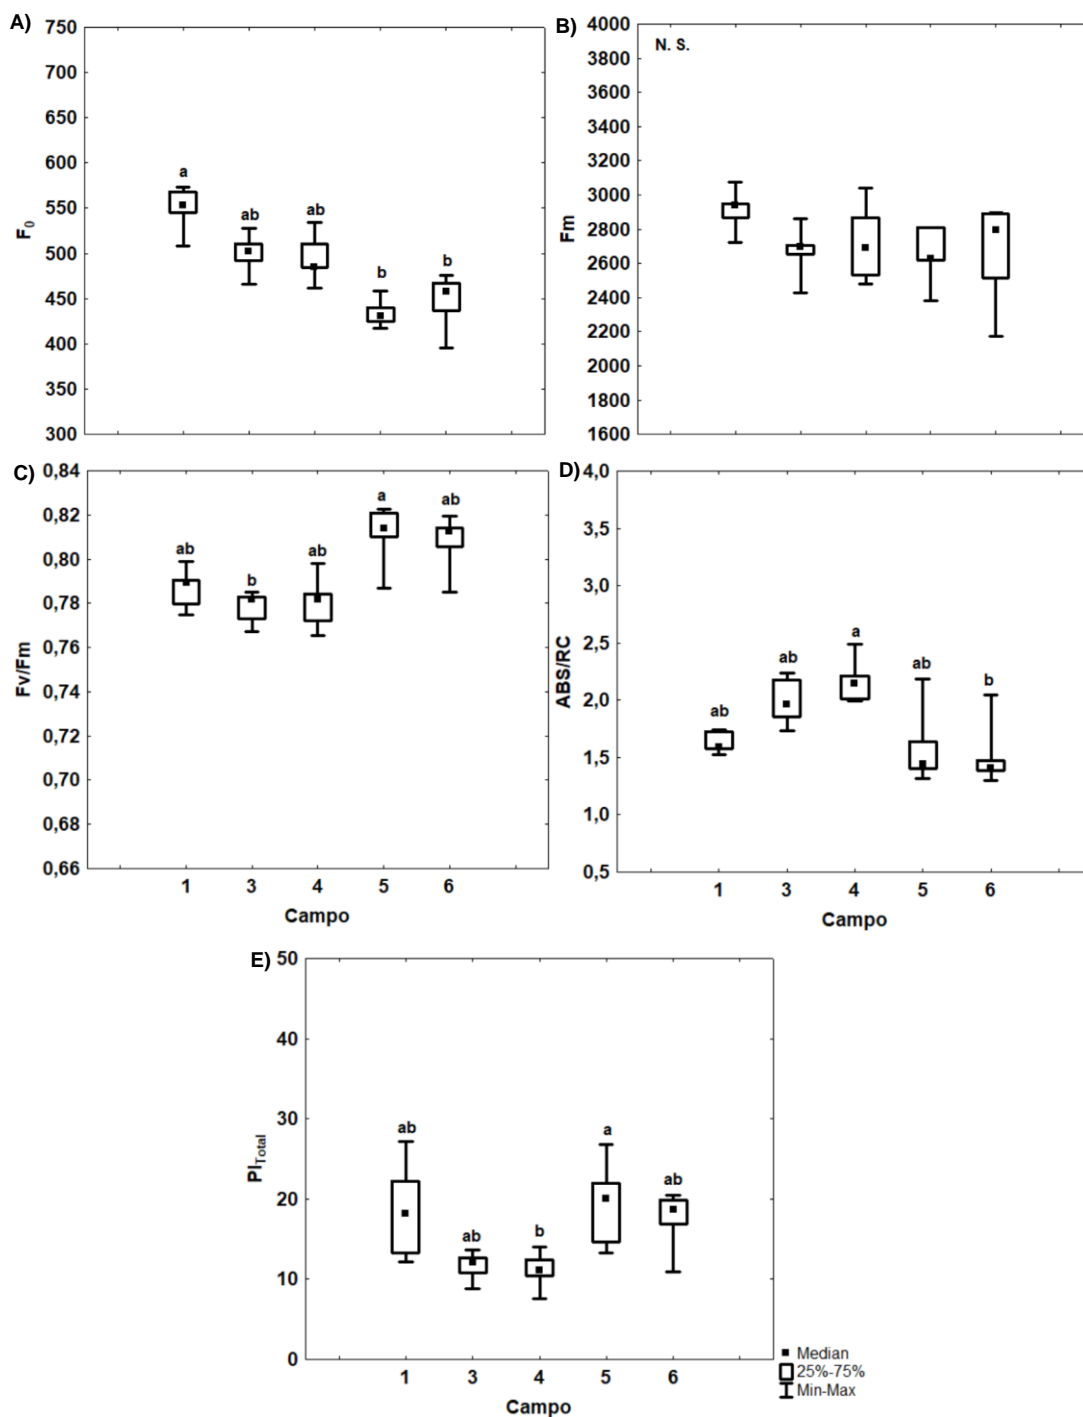 A)
750
700
650
600
550
500
450
400
350
300
F0
a
ab
ab
b
b
B)
4000
3800
3600
3400
3200
3000
2800
2600
2400
2200
2000
1800
1600
Fm
N. S.
C)
0,84
0,82
0,80
0,78
0,76
0,74
0,72
0,70
0,68
0,66
Fv/Fm
ab
b
ab
a
ab
1 3 4 5 6
Campo
D)
4,0
3,5
3,0
2,5
2,0
1,5
1,0
0,5
ABS/RC
ab
ab
a
ab
b
1 3 4 5 6
Campo
E)
50
40
30
20
10
0
PITotal
ab
ab
b
a
ab
1 3 4 5 6
Campo
Median
25%-75%
Min-Max